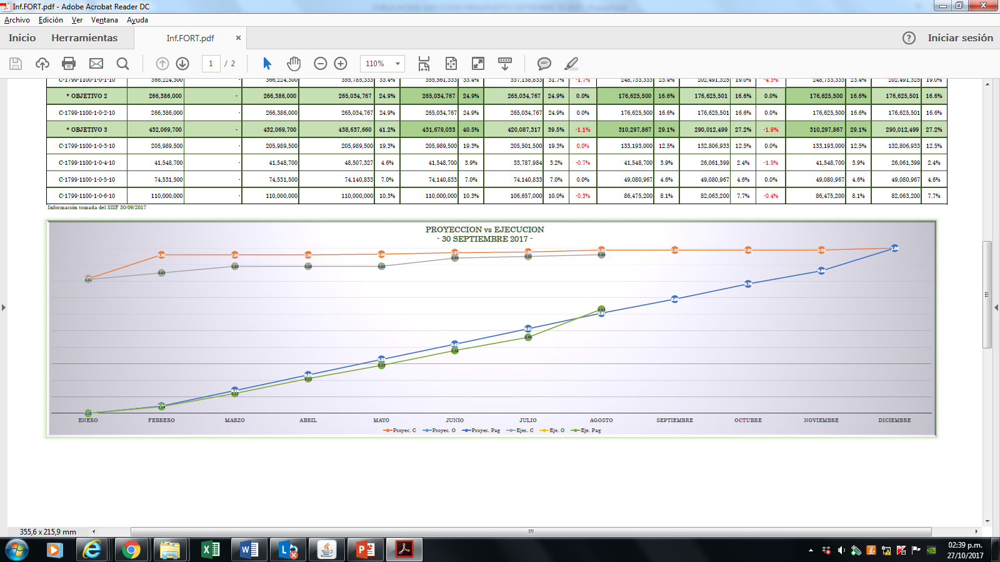 Inf.FORT.pdf - Adobe Acrobat Reader DC
Archivo Edición Ver Ventana Ayuda
Inicio Herramientas Inf.FORT.pdf × ? Iniciar sesión
1 / 2 110%
C-1799-1100-1-0-1-10 366,224,300 - 366,224,300 355,785,333 33.4% 355,561,333 33.4% 337,138,833 31.7% -1.7% 248,733,333 23.4% 202,491,325 19.0% -4.3% 248,733,333 23.4% 202,491,325 19.0%
* OBJETIVO 2 266,386,000 - 266,386,000 265,034,767 24.9% 265,034,767 24.9% 265,034,767 24.9% 0.0% 176,625,500 16.6% 176,625,501 16.6% 0.0% 176,625,500 16.6% 176,625,501 16.6%
C-1799-1100-1-0-2-10 266,386,000 - 266,386,000 265,034,767 24.9% 265,034,767 24.9% 265,034,767 24.9% 0.0% 176,625,500 16.6% 176,625,501 16.6% 0.0% 176,625,500 16.6% 176,625,501 16.6%
* OBJETIVO 3 432,069,700 - 432,069,700 438,637,660 41.2% 431,679,033 40.5% 420,087,317 39.5% -1.1% 310,297,867 29.1% 290,012,499 27.2% -1.9% 310,297,867 29.1% 290,012,499 27.2%
C-1799-1100-1-0-3-10 205,989,500 - 205,989,500 205,989,500 19.3% 205,989,500 19.3% 205,501,500 19.3% 0.0% 133,193,000 12.5% 132,806,933 12.5% 0.0% 133,193,000 12.5% 132,806,933 12.5%
C-1799-1100-1-0-4-10 41,548,700 - 41,548,700 48,507,327 4.6% 41,548,700 3.9% 33,787,984 3.2% -0.7% 41,548,700 3.9% 26,061,399 2.4% -1.5% 41,548,700 3.9% 26,061,399 2.4%
C-1799-1100-1-0-5-10 74,531,500 - 74,531,500 74,140,833 7.0% 74,140,833 7.0% 74,140,833 7.0% 0.0% 49,080,967 4.6% 49,080,967 4.6% 0.0% 49,080,967 4.6% 49,080,967 4.6%
C-1799-1100-1-0-6-10 110,000,000 - 110,000,000 110,000,000 10.3% 110,000,000 10.3% 106,657,000 10.0% -0.3% 86,475,200 8.1% 82,063,200 7.7% -0.4% 86,475,200 8.1% 82,063,200 7.7%
Información tomada del SIIF 30/09/2017
PROYECCION vs EJECUCION
- 30 SEPTIEMBRE 2017 -
1.00
0.81 0.83 0.89 0.89 0.89 0.94 0.95 0.96
0.00 0.04 0.12 0.21 0.29 0.38 0.46 0.63
ENERO FEBRERO MARZO ABRIL MAYO JUNIO JULIO AGOSTO SEPTIEMBRE OCTUBRE NOVIEMBRE DICIEMBRE
Proyec. C Proyec. O Proyec. Pag Ejec. C Eje. O Eje. Pag
355,6 x 215,9 mm
02:39 p.m.
27/10/2017